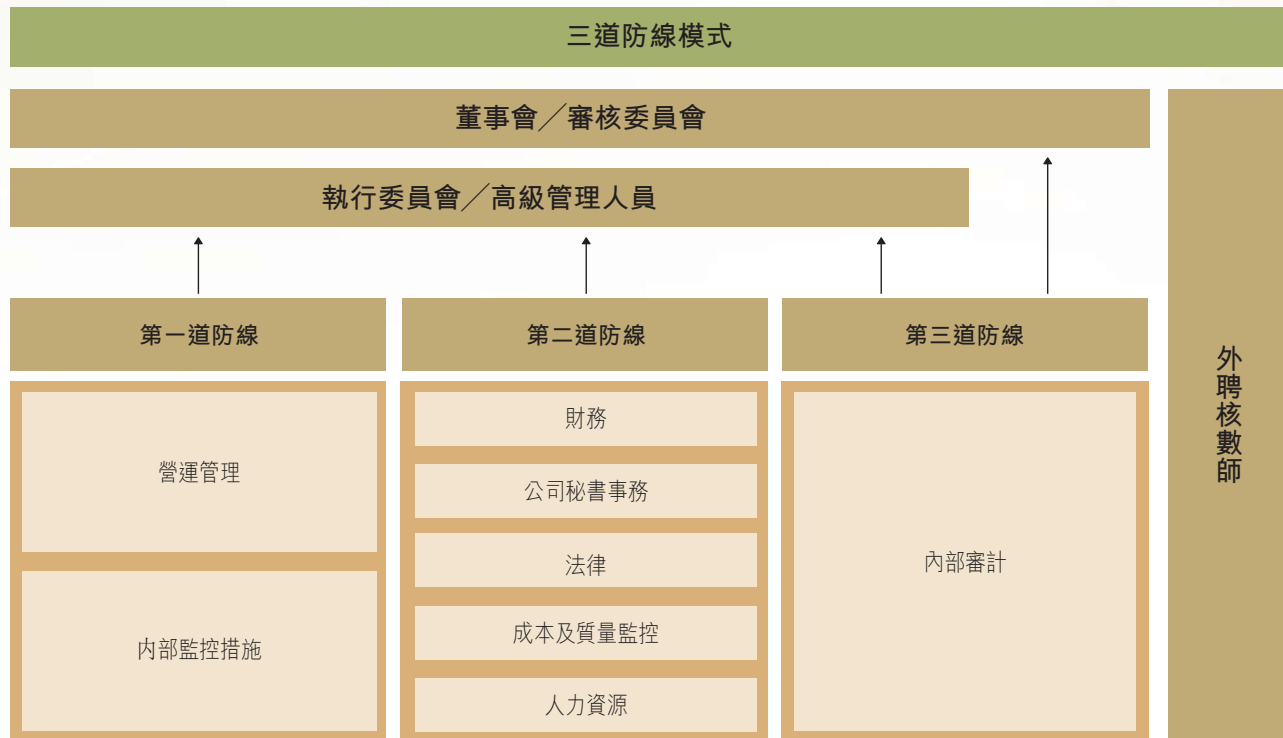 三道防線模式
董事會／審核委員會
執行委員會／高級管理人員
第一道防線
營運管理
内部監控措施
第二道防線
財務
公司秘書事務
法律
成本及質量監控
人力資源
第三道防線
內部審計
外聘核數師